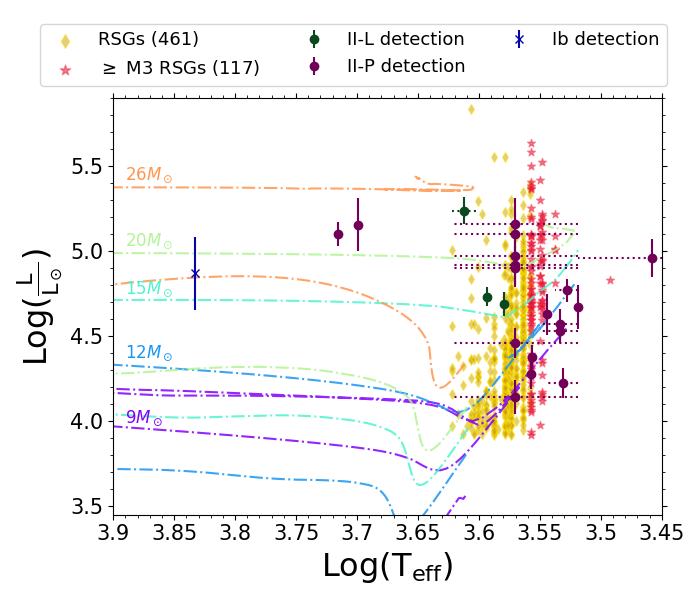 RSGs (461) II-L detection Ib detection
≥ M3 RSGs (117) II-P detection
26M⊙
20M⊙
15M⊙
12M⊙
9M⊙
5.5
5.0
4.5
4.0
3.5
Log(L/L⊙)
3.9 3.85 3.8 3.75 3.7 3.65 3.6 3.55 3.5 3.45
Log(Teff)